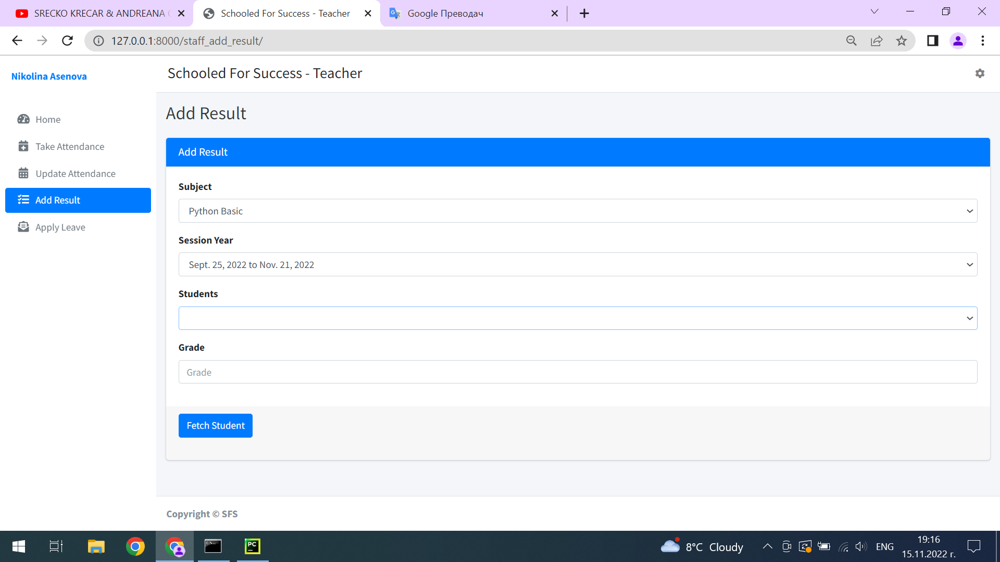 SRECKO KRECAR & ANDREANA
Schooled For Success - Teacher
Google Преводач
127.0.0.1:8000/staff_add_result/
Nikolina Asenova
Schooled For Success - Teacher
Home
Take Attendance
Update Attendance
Add Result
Apply Leave
Add Result
Add Result
Subject
Python Basic
Session Year
Sept. 25, 2022 to Nov. 21, 2022
Students
Grade
Grade
Fetch Student
Copyright © SFS
PC
8°C Cloudy
ENG
19:16
15.11.2022 г.